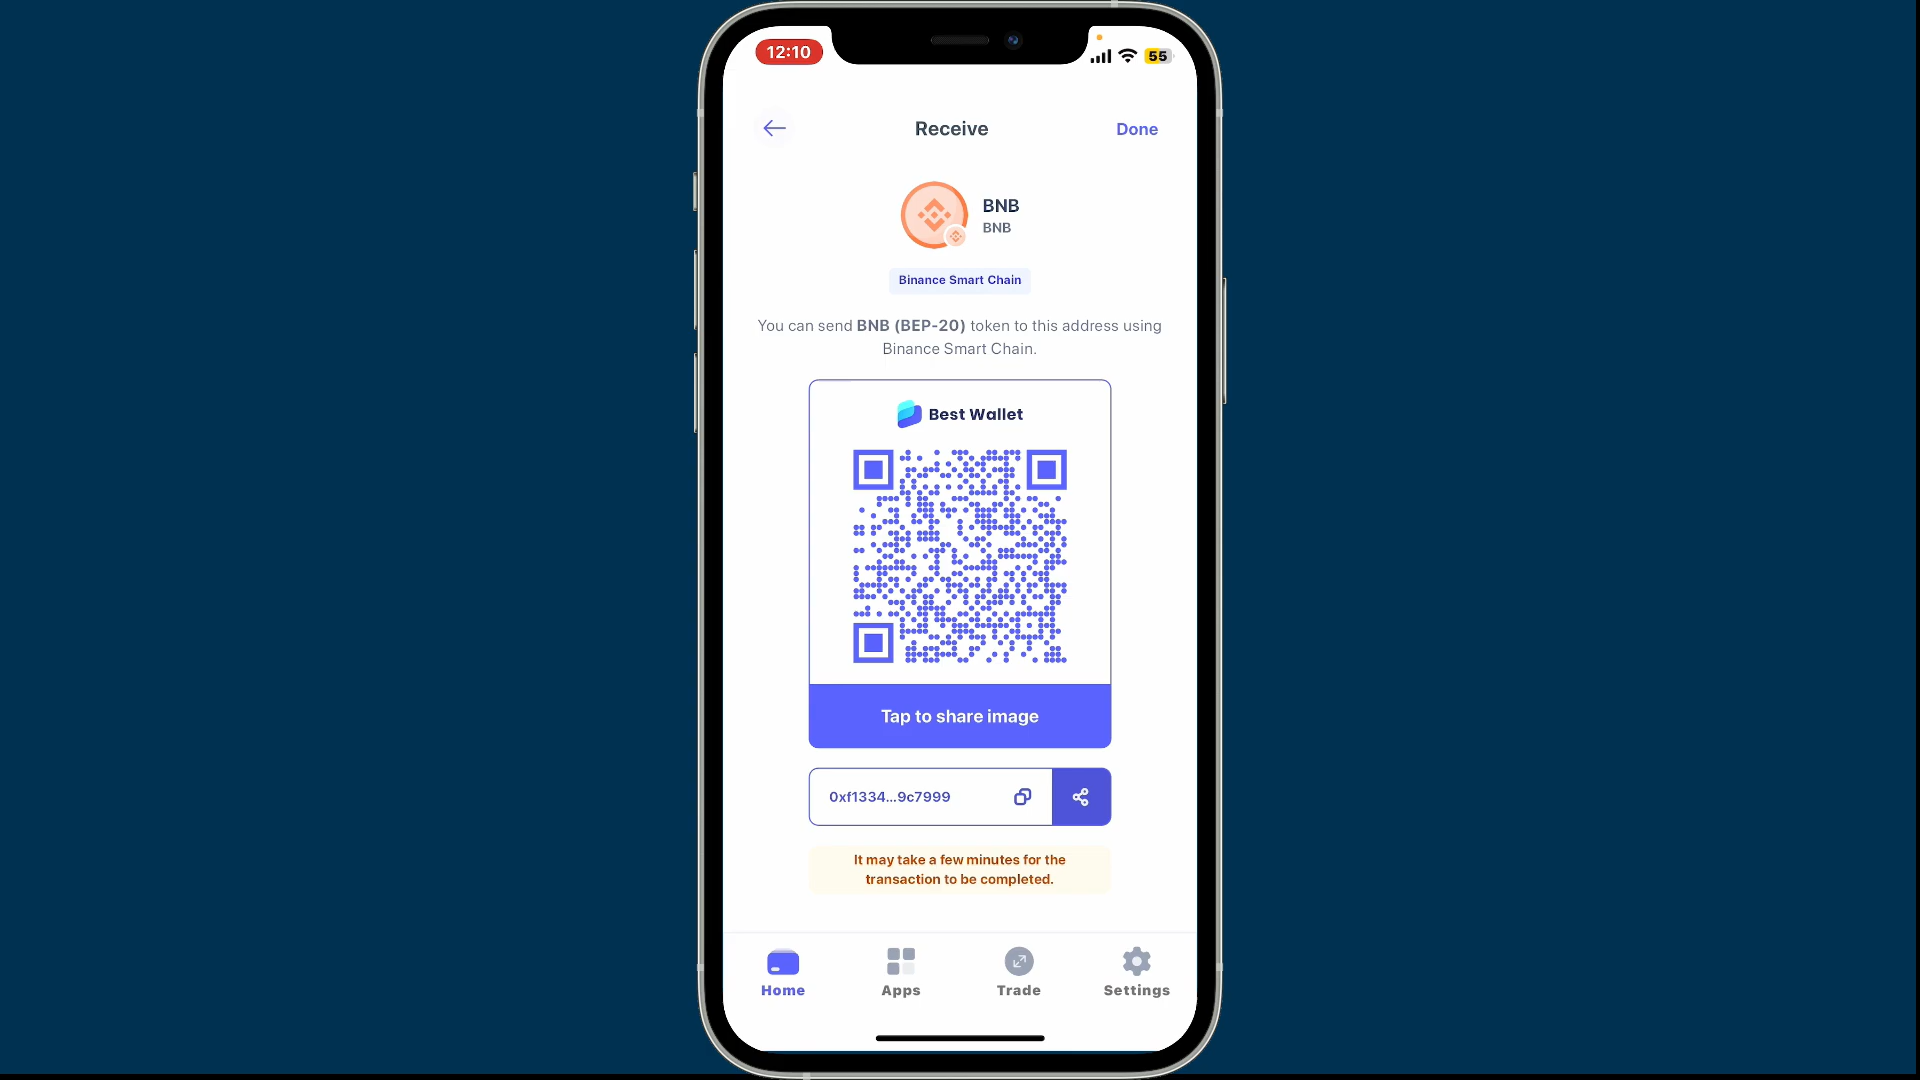 12:10
55
Receive
Done
BNB
BNB
Binance Smart Chain
You can send BNB (BEP-20) token to this address using
Binance Smart Chain.
Best Wallet
Tap to share image
0xf1334...9c7999
It may take a few minutes for the
transaction to be completed.
Home
Apps
Trade
Settings